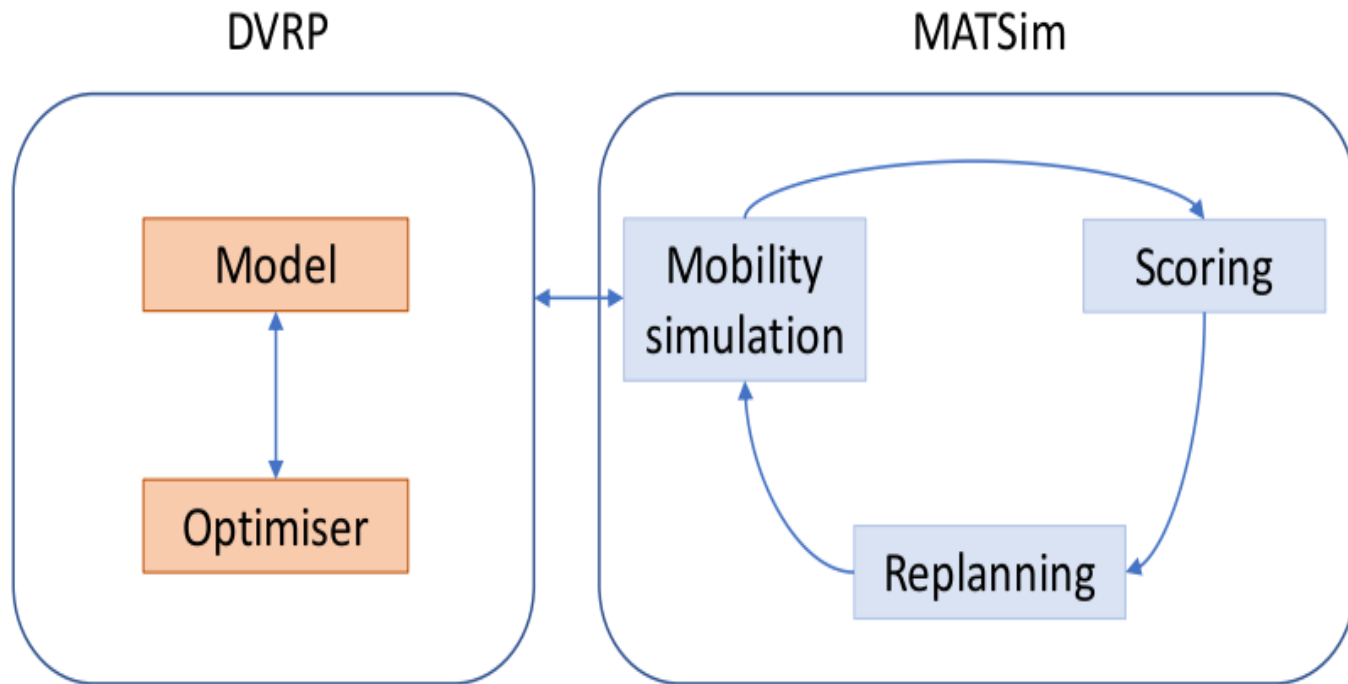 DVRP
MATSim
Model
Optimiser
Mobility
simulation
Scoring
Replanning